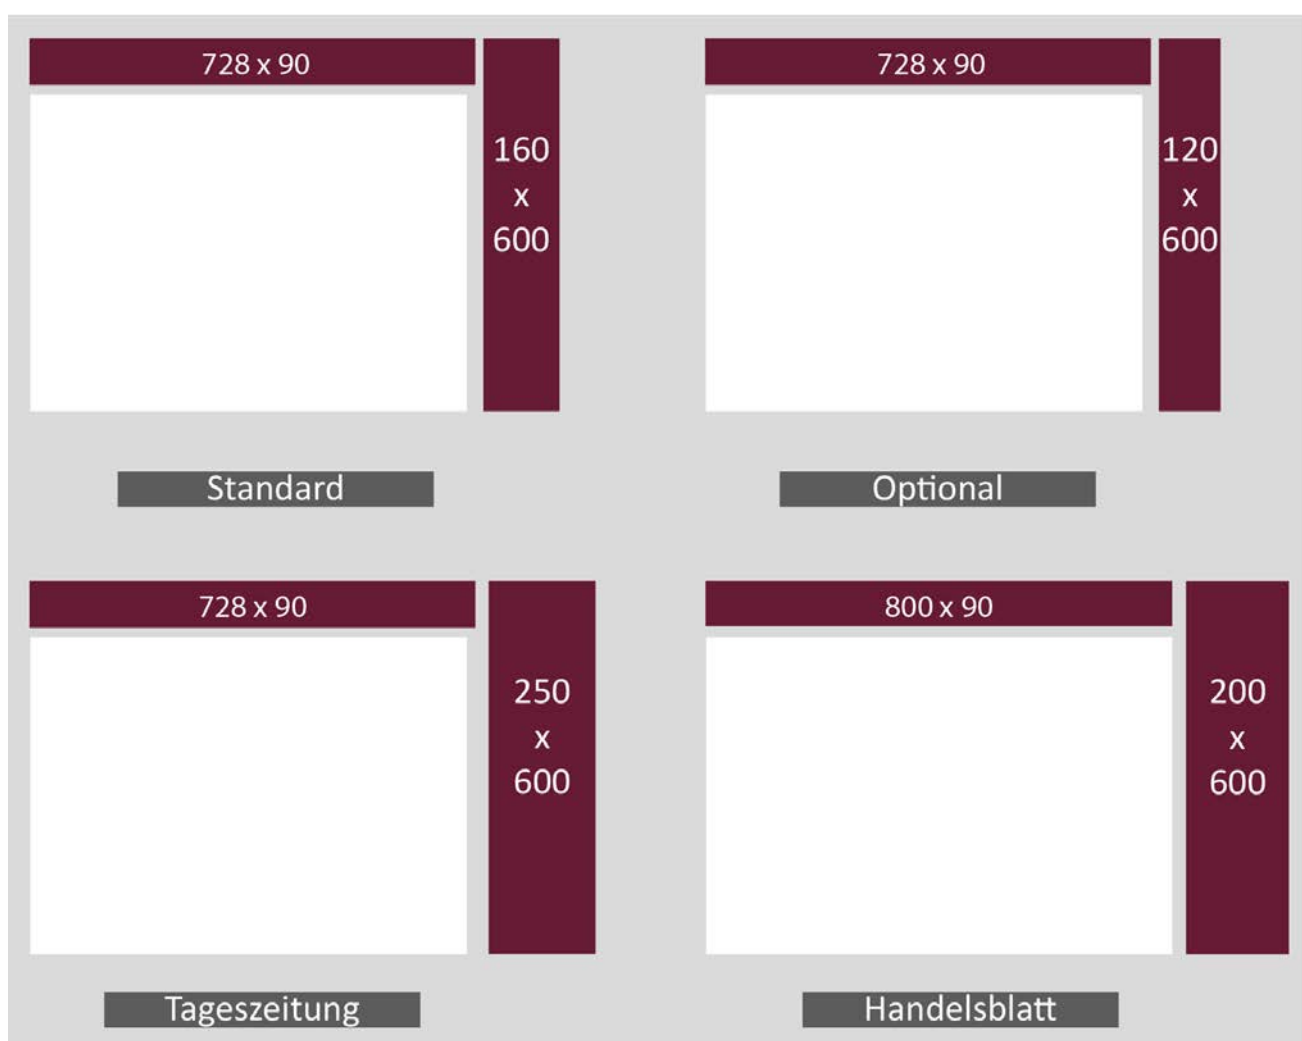 728 x 90
160
x
600
Standard
728 x 90
120
x
600
Optional
728 x 90
250
x
600
Tageszeitung
800 x 90
200
x
600
Handelsblatt